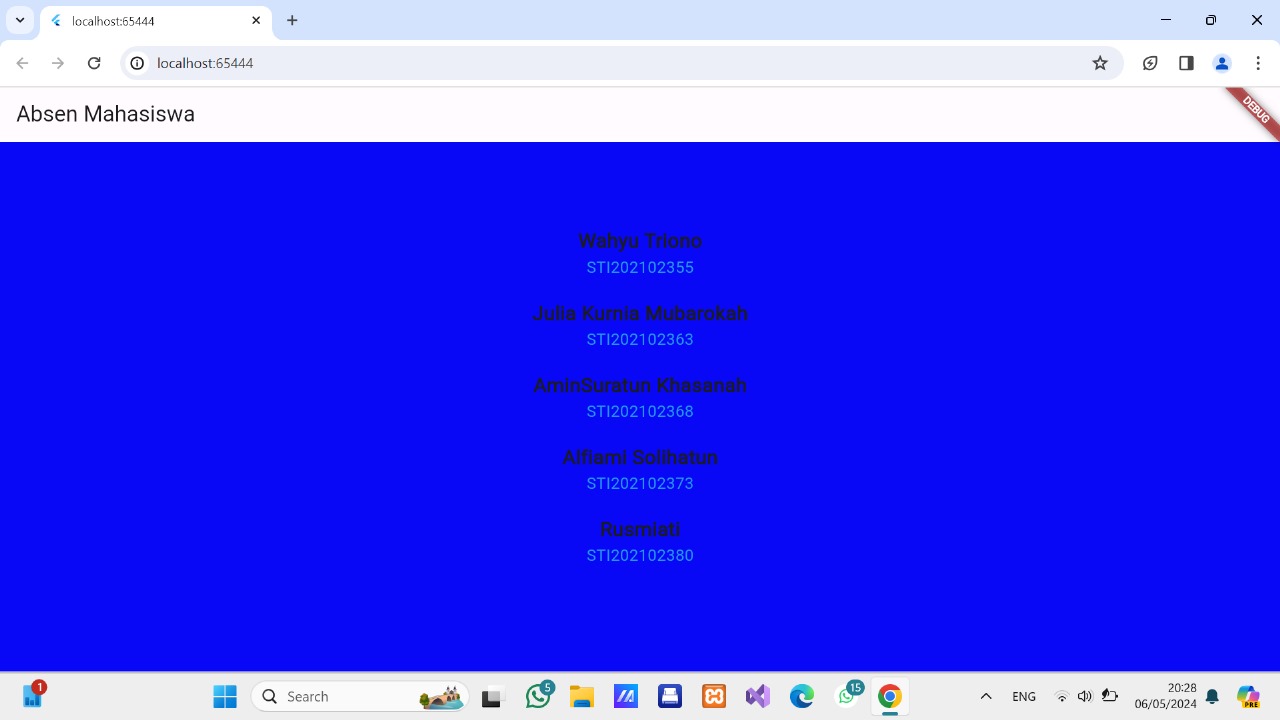 localhost:65444
localhost:65444
Absen Mahasiswa
DEBUG
Wahyu Triono
STI202102355
Julia Kurnia Mubarokah
STI202102363
AminSuratun Khasanah
STI202102368
Alfiami Solihatun
STI202102373
Rusmiati
STI202102380
1
Search
5
15
ENG
20:28
06/05/2024
PRE